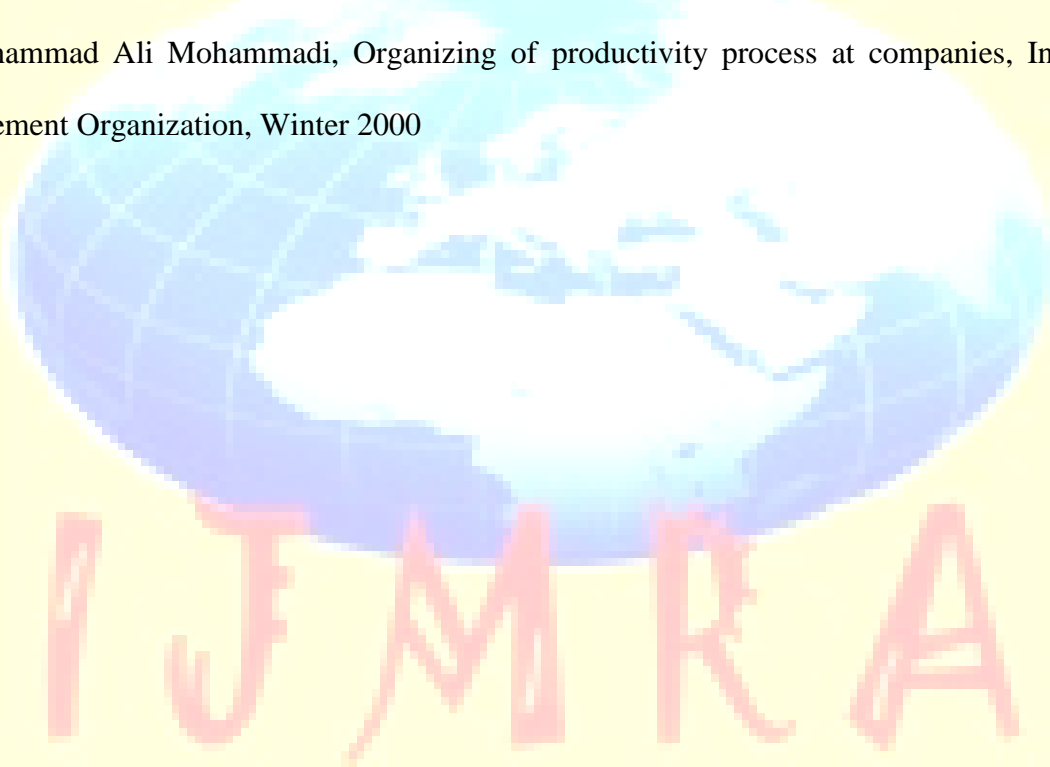 hammad Ali Mohammadi, Organizing of productivity process at companies, In
ement Organization, Winter 2000
IJMRA